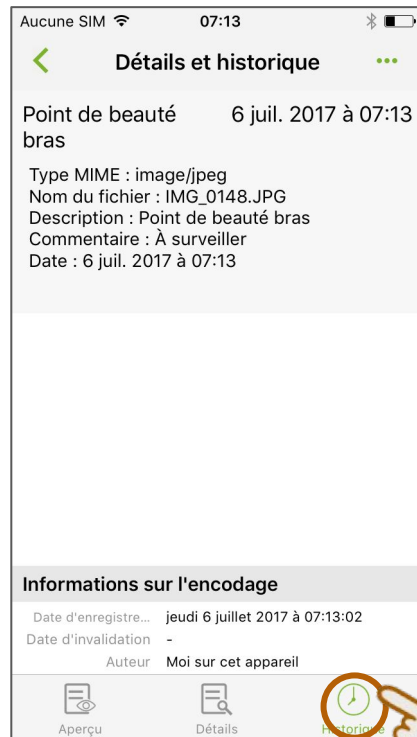 Aucune SIM 07:13
Détails et historique
Point de beauté 6 juil. 2017 à 07:13
bras
Type MIME : image/jpeg
Nom du fichier : IMG_0148.JPG
Description : Point de beauté bras
Commentaire : À surveiller
Date : 6 juil. 2017 à 07:13
Informations sur l'encodage
Date d'enregistre... jeudi 6 juillet 2017 à 07:13:02
Date d'invalidation -
Auteur Moi sur cet appareil
Aperçu Détails Historique